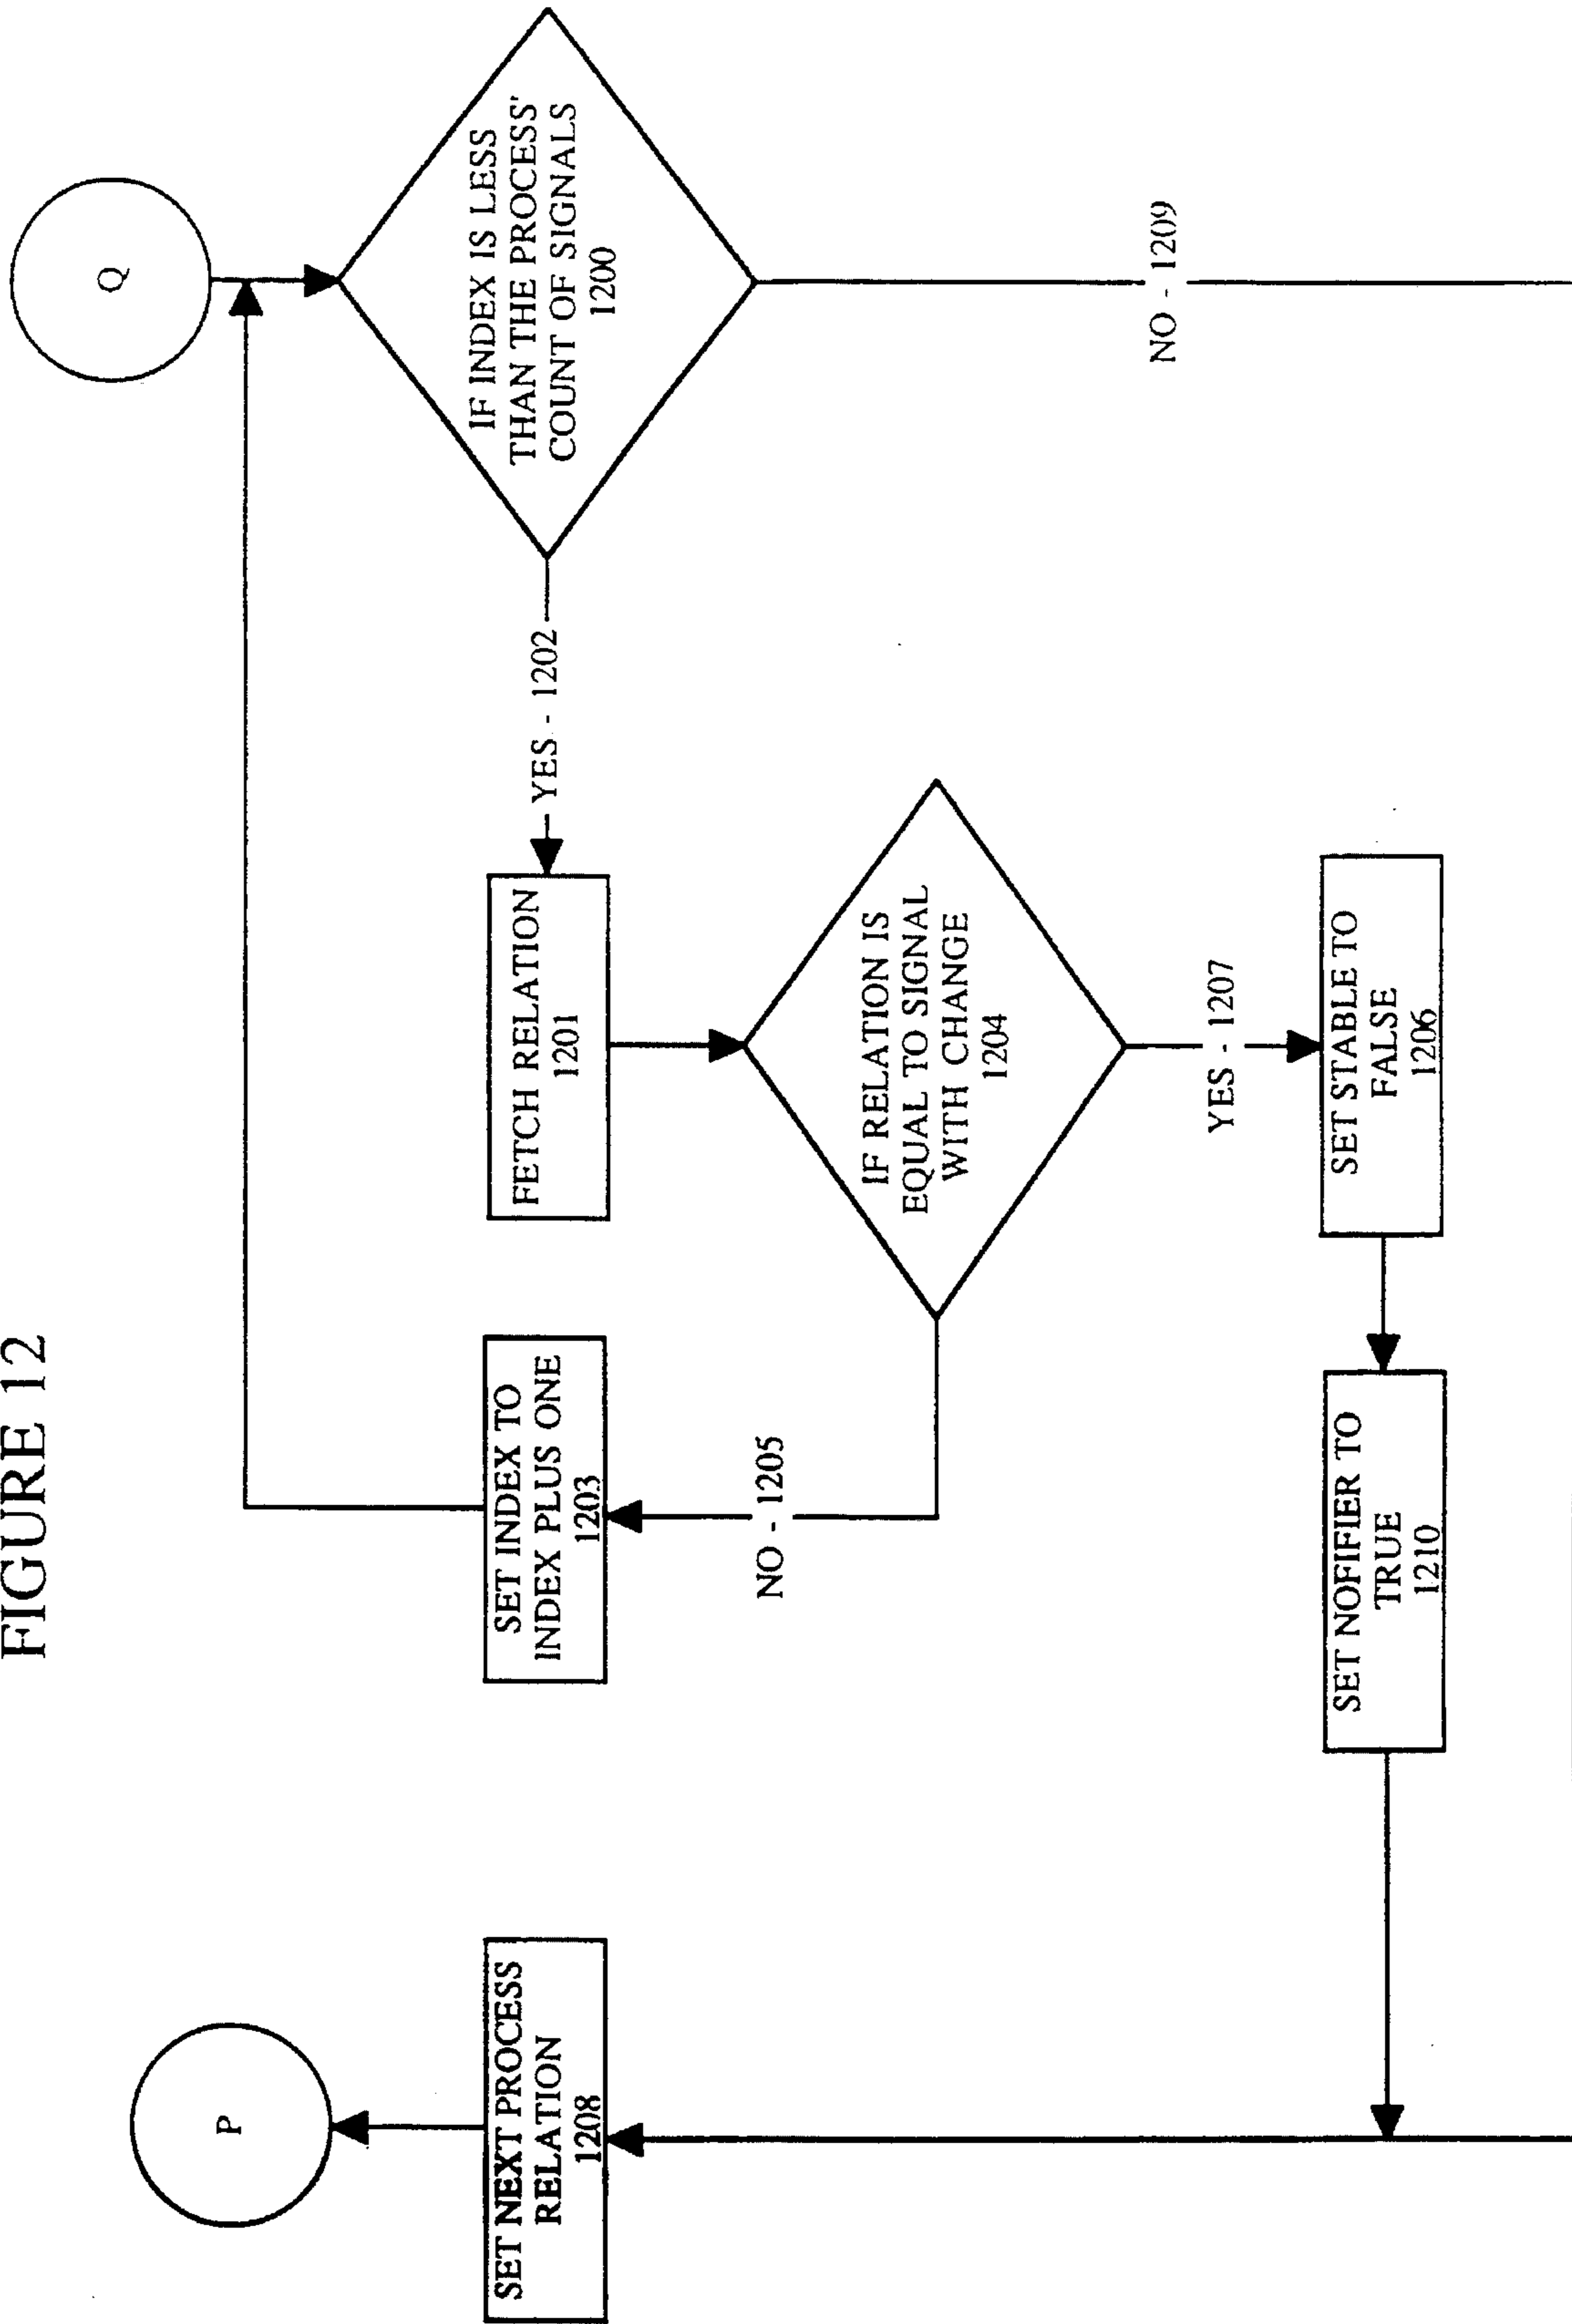 FIGURE 12
P
SET NEXT PROCESS
RELATION
1208
SET INDEX TO
INDEX PLUS ONE
1203
NO - 1205
FETCH RELATION
1201
YES - 1202
Q
IF INDEX IS LESS
THAN THE PROCESS'
COUNT OF SIGNALS
1200
IF RELATION IS
EQUAL TO SIGNAL
WITH CHANGE
1204
YES - 1207
SET STABLE TO
FALSE
1206
SET NOFIFIER TO
TRUE
1210
NO - 1209